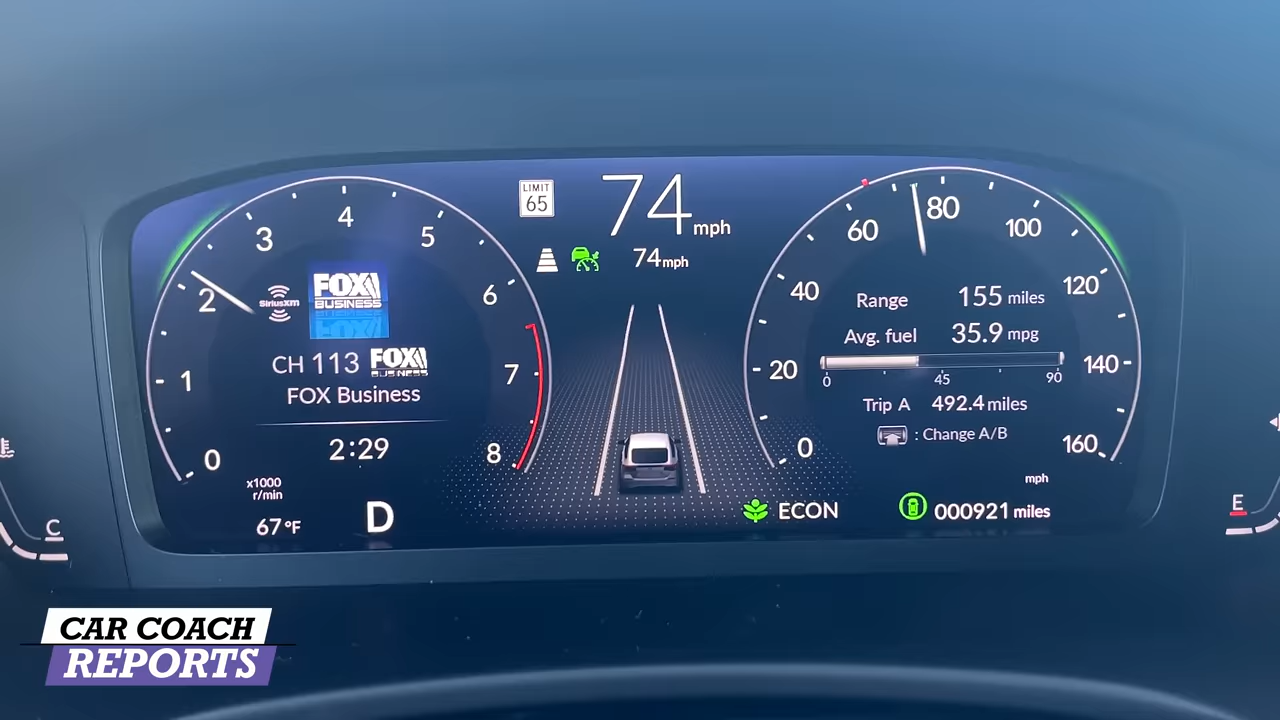 LIMIT
65
74 mph
74 mph
0
1
2
3
4
5
6
7
8
x1000
r/min
SiriusXM
FOX
BUSINESS
CH 113 FOX
BUSINESS
FOX Business
2:29
67°F
D
0
20
40
60
80
100
120
140
160
mph
Range 155 miles
Avg. fuel 35.9 mpg
0 45 90
Trip A 492.4 miles
: Change A/B
ECON
000921 miles
C
E
CAR COACH
REPORTS